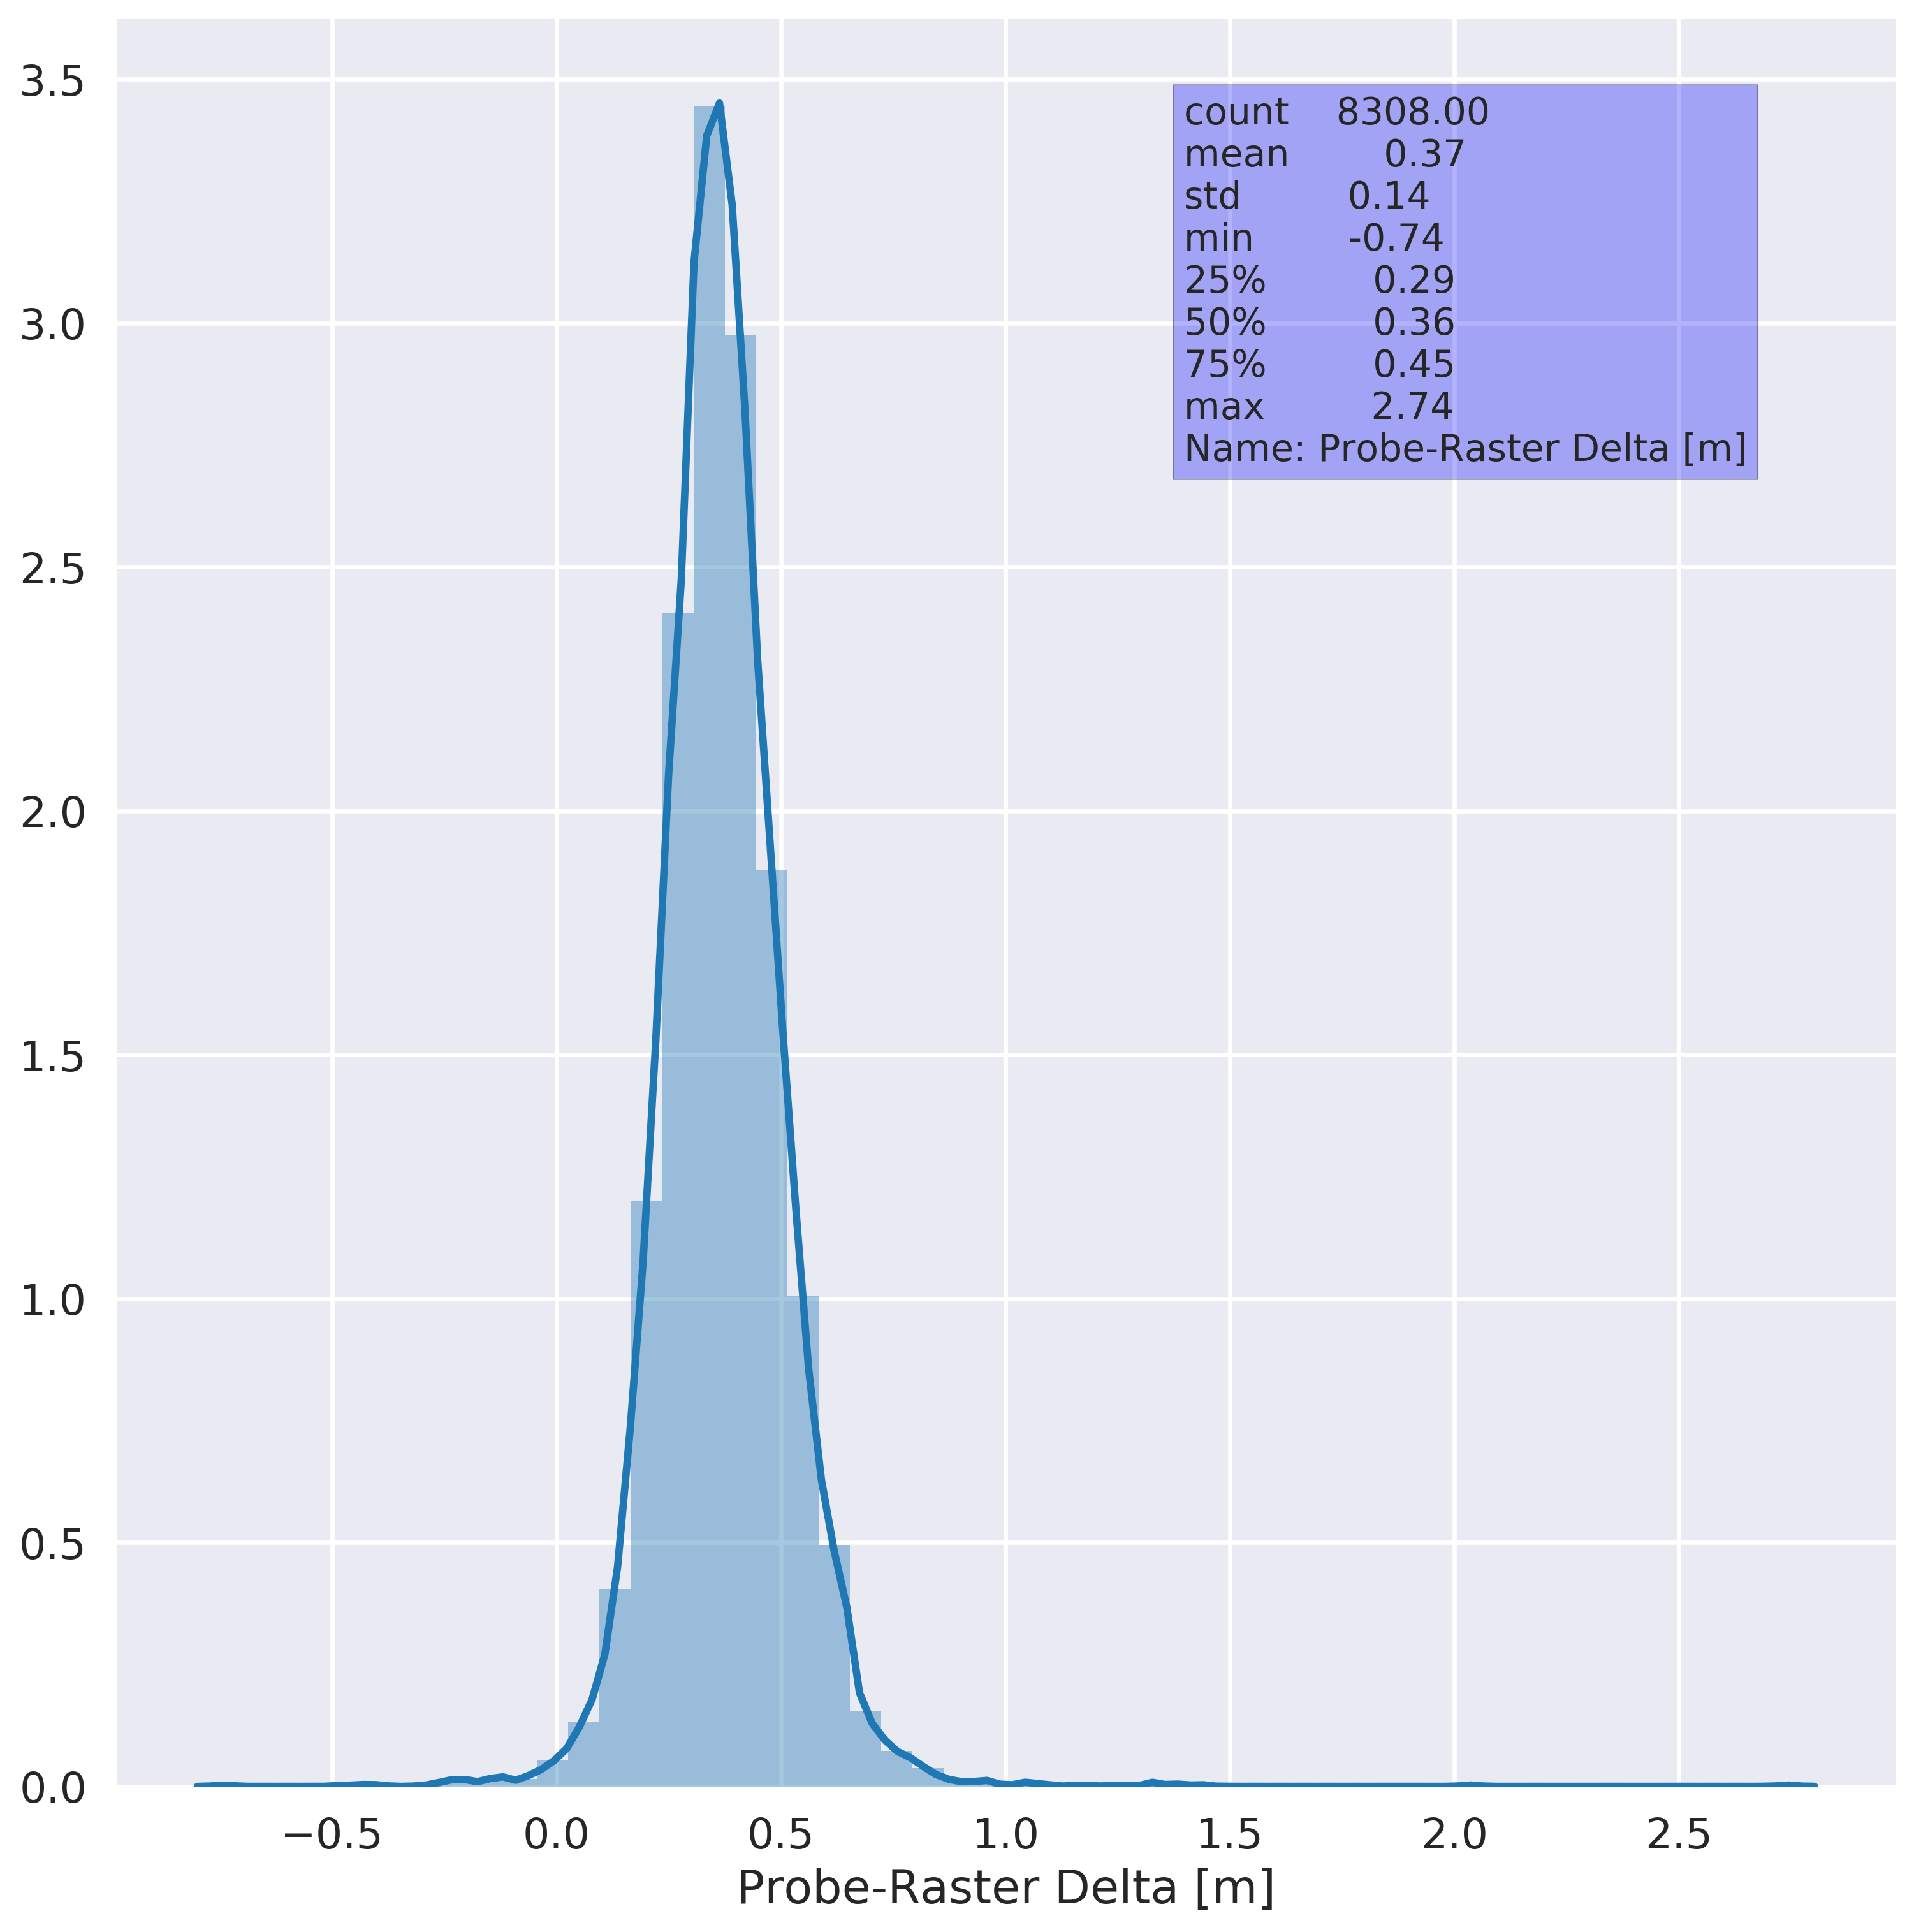 3.5
3.0
2.5
2.0
1.5
1.0
0.5
0.0
count 8308.00
mean 0.37
std 0.14
min -0.74
25% 0.29
50% 0.36
75% 0.45
max 2.74
Name: Probe-Raster Delta [m]
−0.5 0.0 0.5 1.0 1.5 2.0 2.5
Probe-Raster Delta [m]